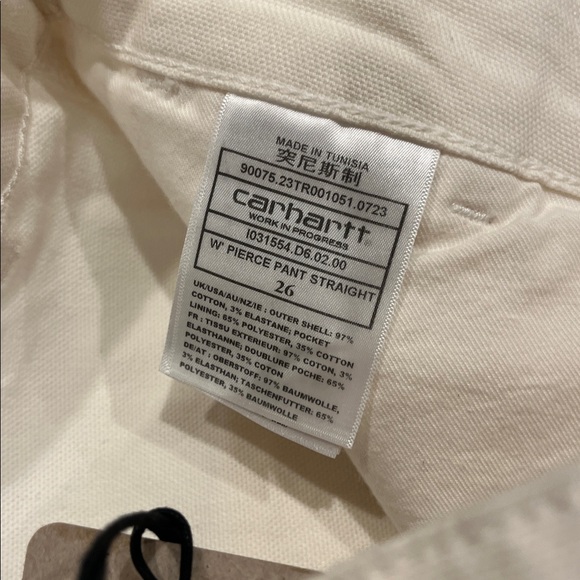 MADE IN TUNISIA
突尼斯制
90075.23TR001051.0723
carhartt
WORK IN PROGRESS
I031554.D6.02.00
W' PIERCE PANT STRAIGHT
26
UK/USA/AU/NZ/IE : OUTER SHELL: 97%
COTTON, 3% ELASTANE; POCKET
LINING: 65% POLYESTER, 35% COTTON
FR : TISSU EXTERIEUR: 97% COTON, 3%
ELASTHANNE; DOUBLURE POCHE: 65%
POLYESTER, 35% COTON
DE/AT : OBERSTOFF: 97% BAUMWOLLE,
3% ELASTHAN; TASCHENFUTTER: 65%
POLYESTER, 35% BAUMWOLLE